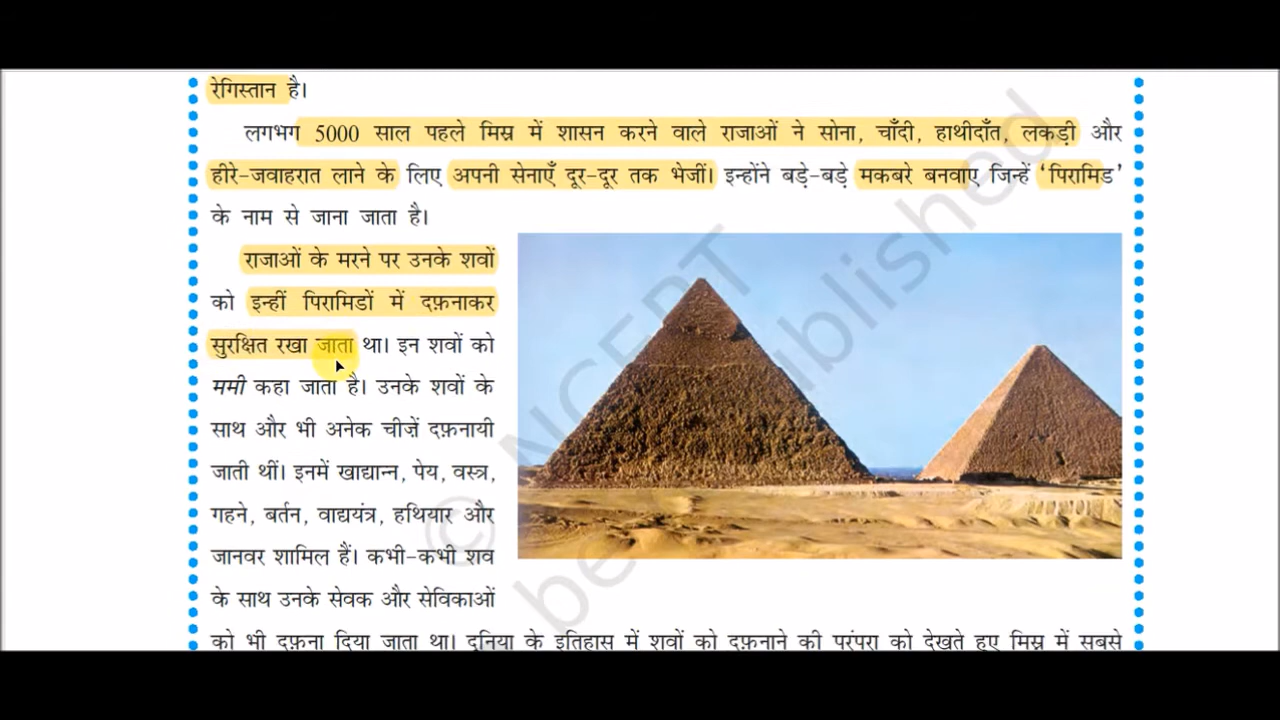 रेगिस्तान है।
लगभग 5000 साल पहले मिस्र में शासन करने वाले राजाओं ने सोना, चाँदी, हाथीदाँत, लकड़ी और
हीरे-जवाहरात लाने के लिए अपनी सेनाएँ दूर-दूर तक भेजीं। इन्होंने बड़े-बड़े मकबरे बनवाए जिन्हें ‘पिरामिड’
के नाम से जाना जाता है।
राजाओं के मरने पर उनके शवों
को इन्हीं पिरामिडों में दफ़नाकर
सुरक्षित रखा जाता था। इन शवों को
ममी कहा जाता है। उनके शवों के
साथ और भी अनेक चीज़ें दफ़नायी
जाती थीं। इनमें खाद्यान्न, पेय, वस्त्र,
गहने, बर्तन, वाद्ययंत्र, हथियार और
जानवर शामिल हैं। कभी-कभी शव
के साथ उनके सेवक और सेविकाओं
को भी दफ़ना दिया जाता था। दुनिया के इतिहास में शवों को दफ़नाने की परंपरा को देखते हुए मिस्र में सबसे
© NCERT
be published